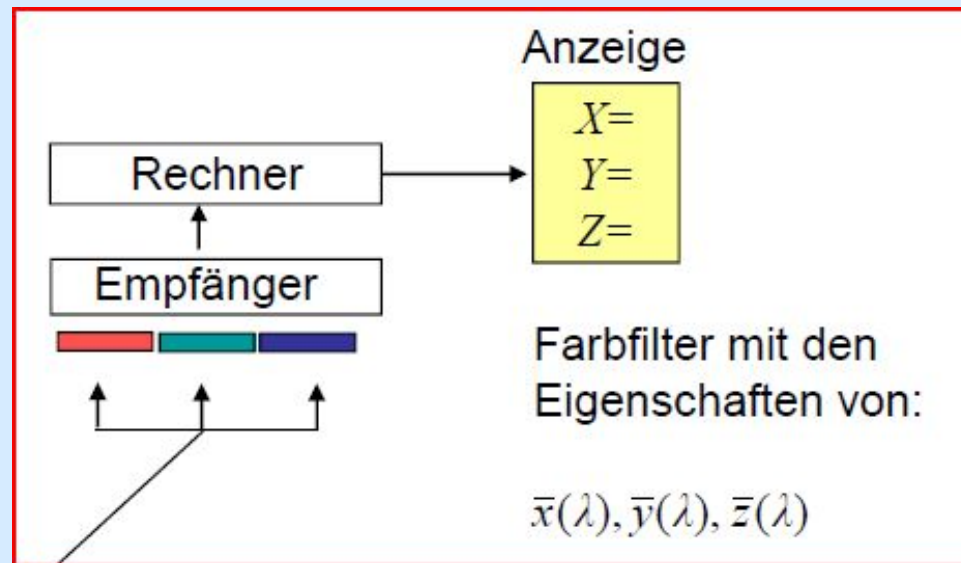 Anzeige
X=
Y=
Z=
Rechner
Empfänger
Farbfilter mit den
Eigenschaften von:
x̅(λ), y̅(λ), z̅(λ)